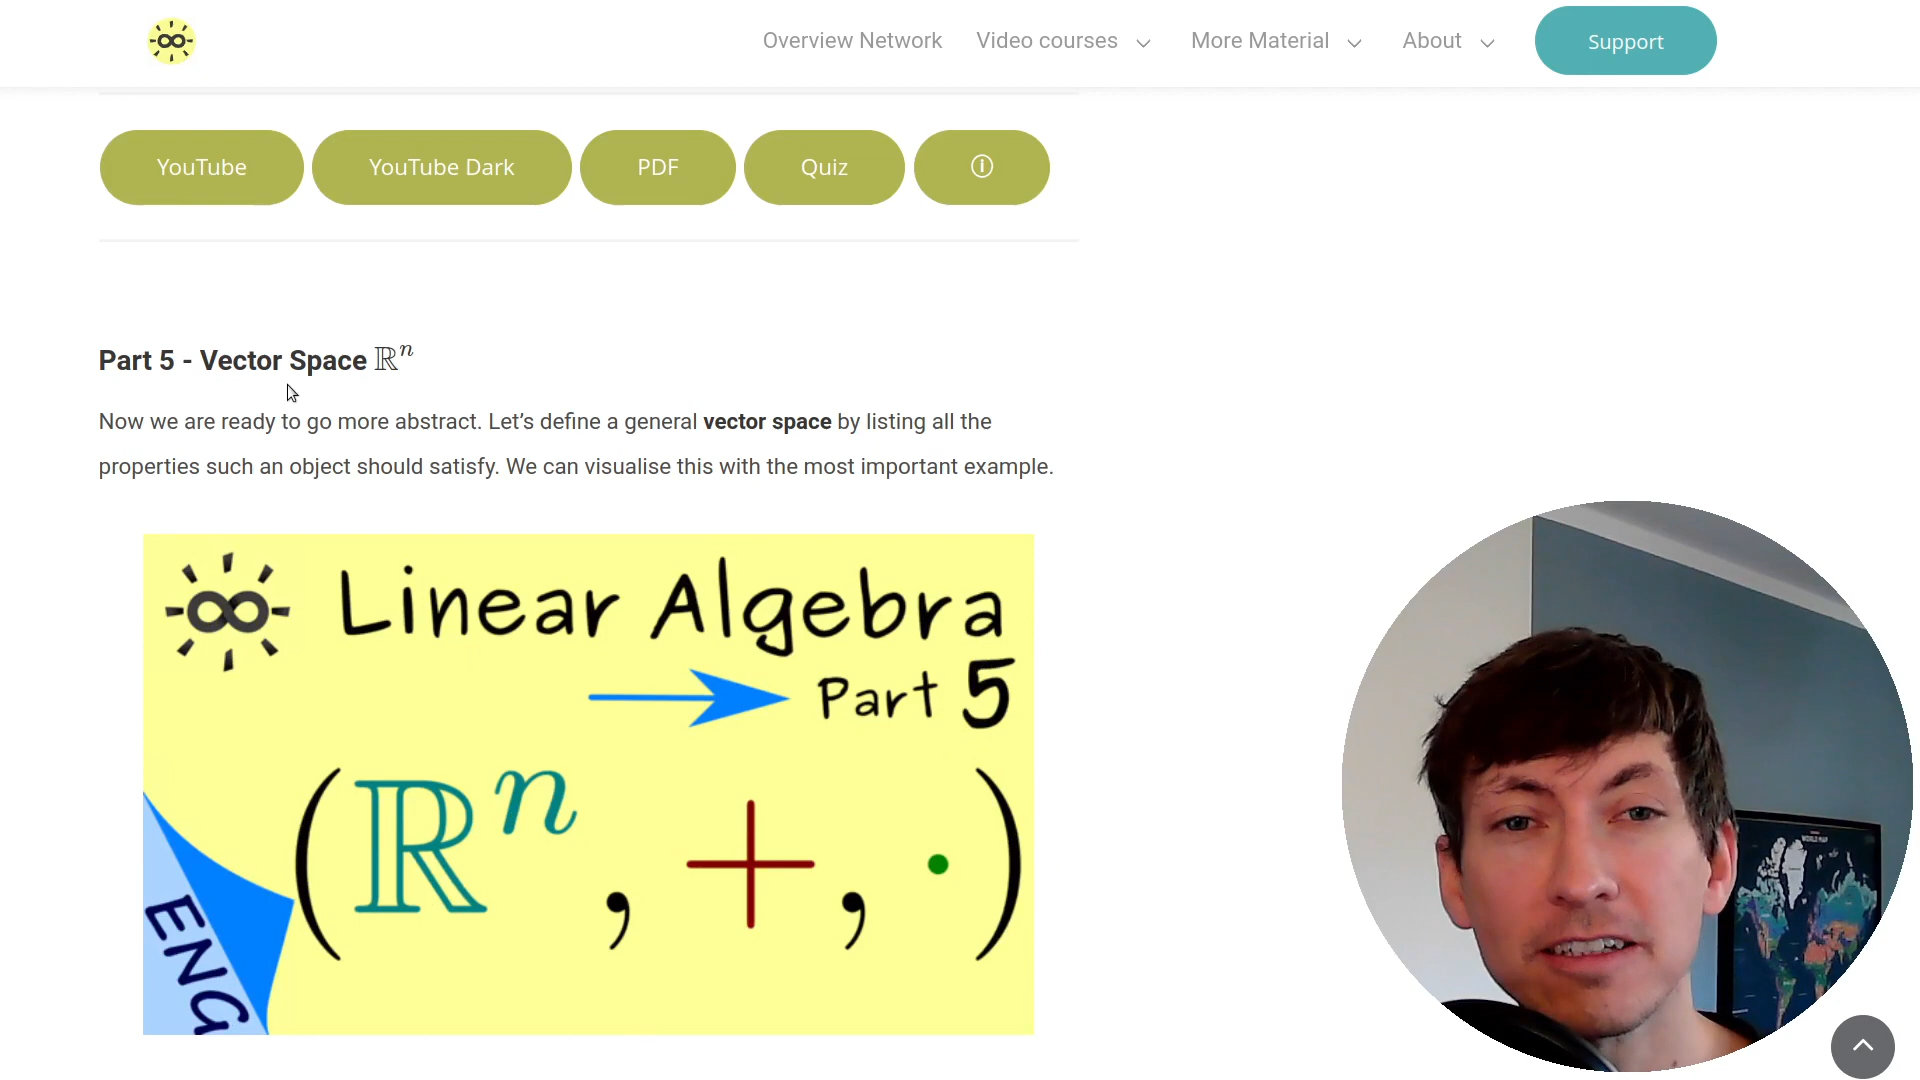 Overview Network Video courses More Material About Support
YouTube YouTube Dark PDF Quiz
Part 5 - Vector Space ℝⁿ
Now we are ready to go more abstract. Let’s define a general vector space by listing all the
properties such an object should satisfy. We can visualise this with the most important example.
Linear Algebra
Part 5
(ℝⁿ, +, ·)
ENG
WORLD MAP